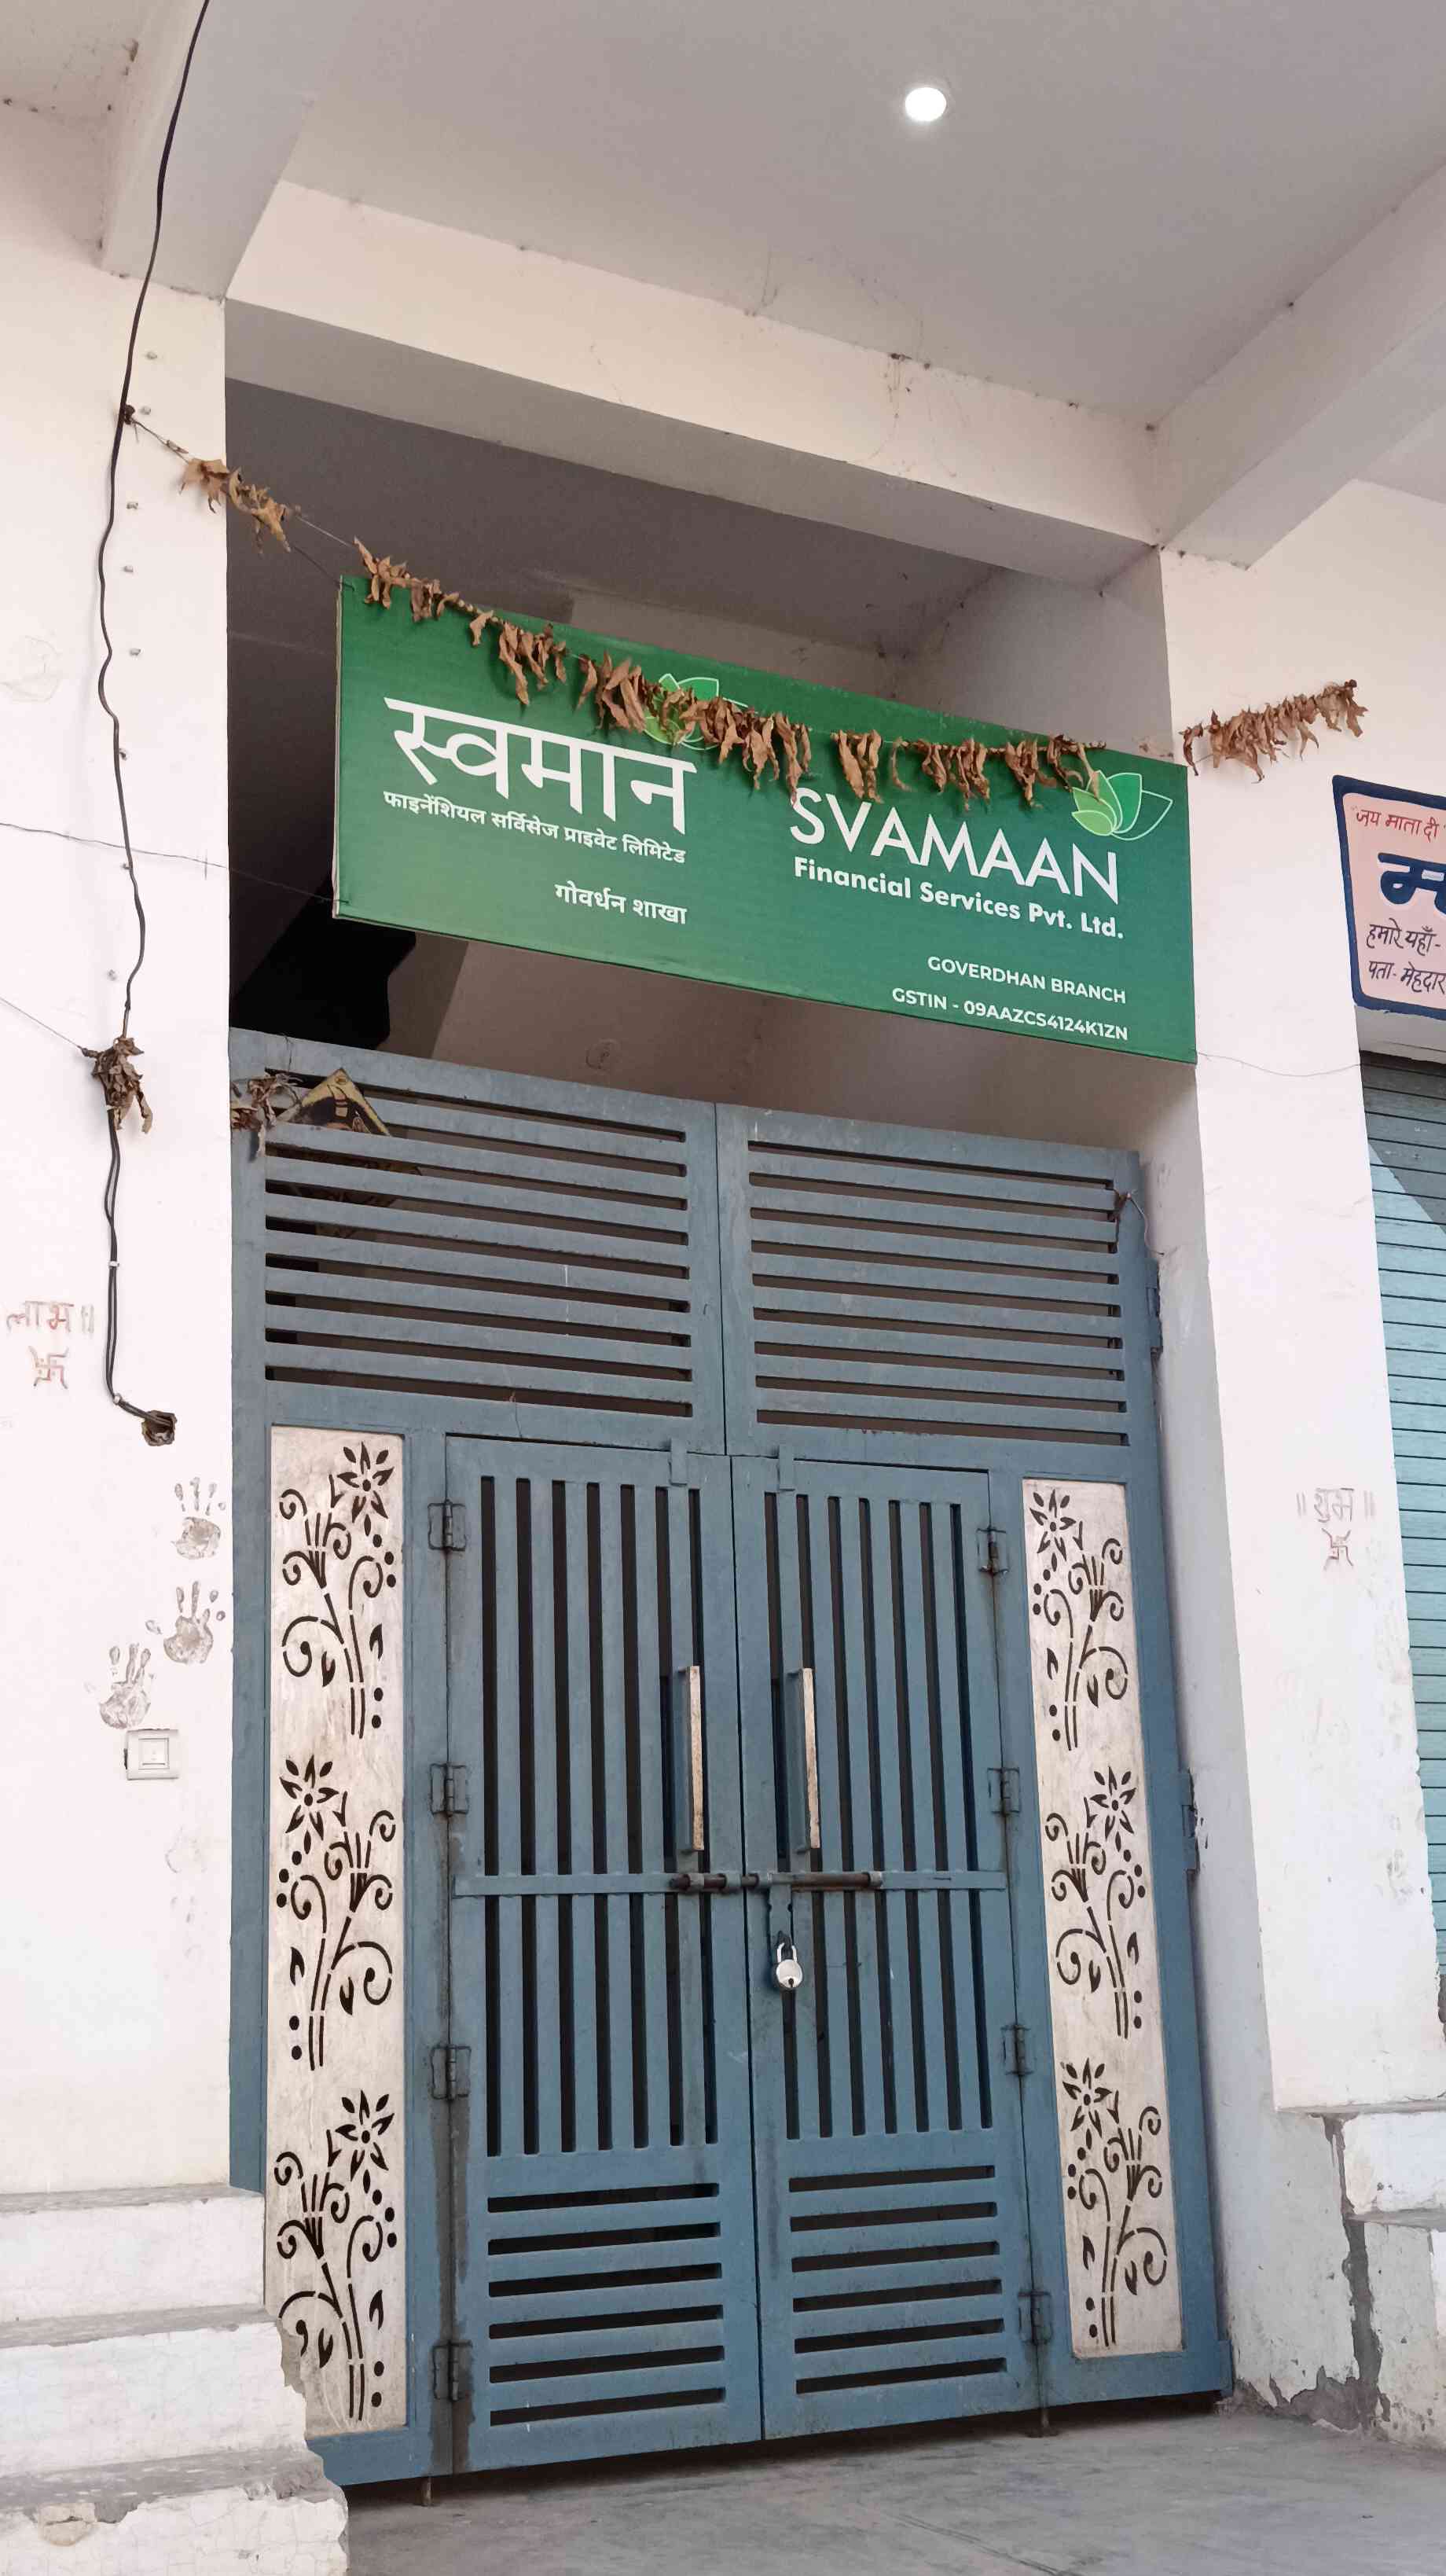 स्वमान
फाइनेंशियल सर्विसेज प्राइवेट लिमिटेड
गोवर्धन शाखा
SVAMAAN
Financial Services Pvt. Ltd.
GOVERDHAN BRANCH
GSTIN - 09AAZCS4124K1ZN
जय माता दी
हमारे यहाँ-
पता- मेहदार
लाभ॥
॥शुभ॥